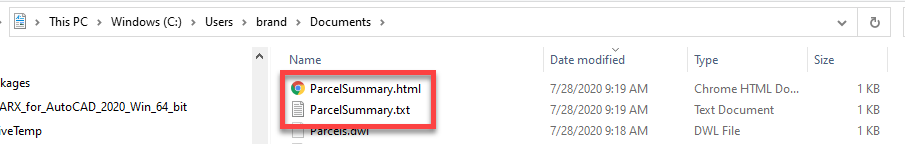 This PC > Windows (C:) > Users > brand > Documents >
Name Date modified Type Size
ckages
ARX_for_AutoCAD_2020_Win_64_bit
iveTemp
ParcelSummary.html 7/28/2020 9:19 AM Chrome HTML Do... 1 KB
ParcelSummary.txt 7/28/2020 9:19 AM Text Document 1 KB
Parcels.dwl 7/28/2020 9:18 AM DWL File 1 KB